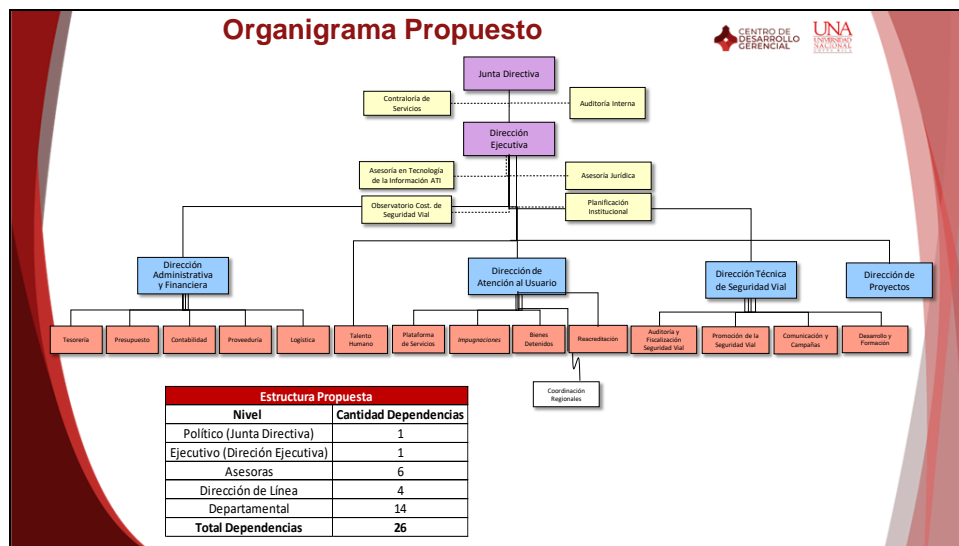 Organigrama Propuesto
CENTRO DE
DESARROLLO
GERENCIAL
UNA
UNIVERSIDAD
NACIONAL
COSTA RICA
Junta Directiva
Contraloría de
Servicios
Auditoría Interna
Dirección
Ejecutiva
Asesoría en Tecnología
de la Información ATI
Asesoría Jurídica
Observatorio Cost. de
Seguridad Vial
Planificación
Institucional
Dirección
Administrativa
y Financiera
Dirección de
Atención al Usuario
Dirección Técnica
de Seguridad Vial
Dirección de
Proyectos
Tesorería
Presupuesto
Contabilidad
Proveeduría
Logística
Talento
Humano
Plataforma
de Servicios
Impugnaciones
Bienes
Detenidos
Reacreditación
Auditoría y
Fiscalización
Seguridad Vial
Promoción de la
Seguridad Vial
Comunicación y
Campañas
Desarrollo y
Formación
Coordinación
Regionales
Estructura Propuesta
Nivel Cantidad Dependencias
Político (Junta Directiva) 1
Ejecutivo (Direción Ejecutiva) 1
Asesoras 6
Dirección de Línea 4
Departamental 14
Total Dependencias 26